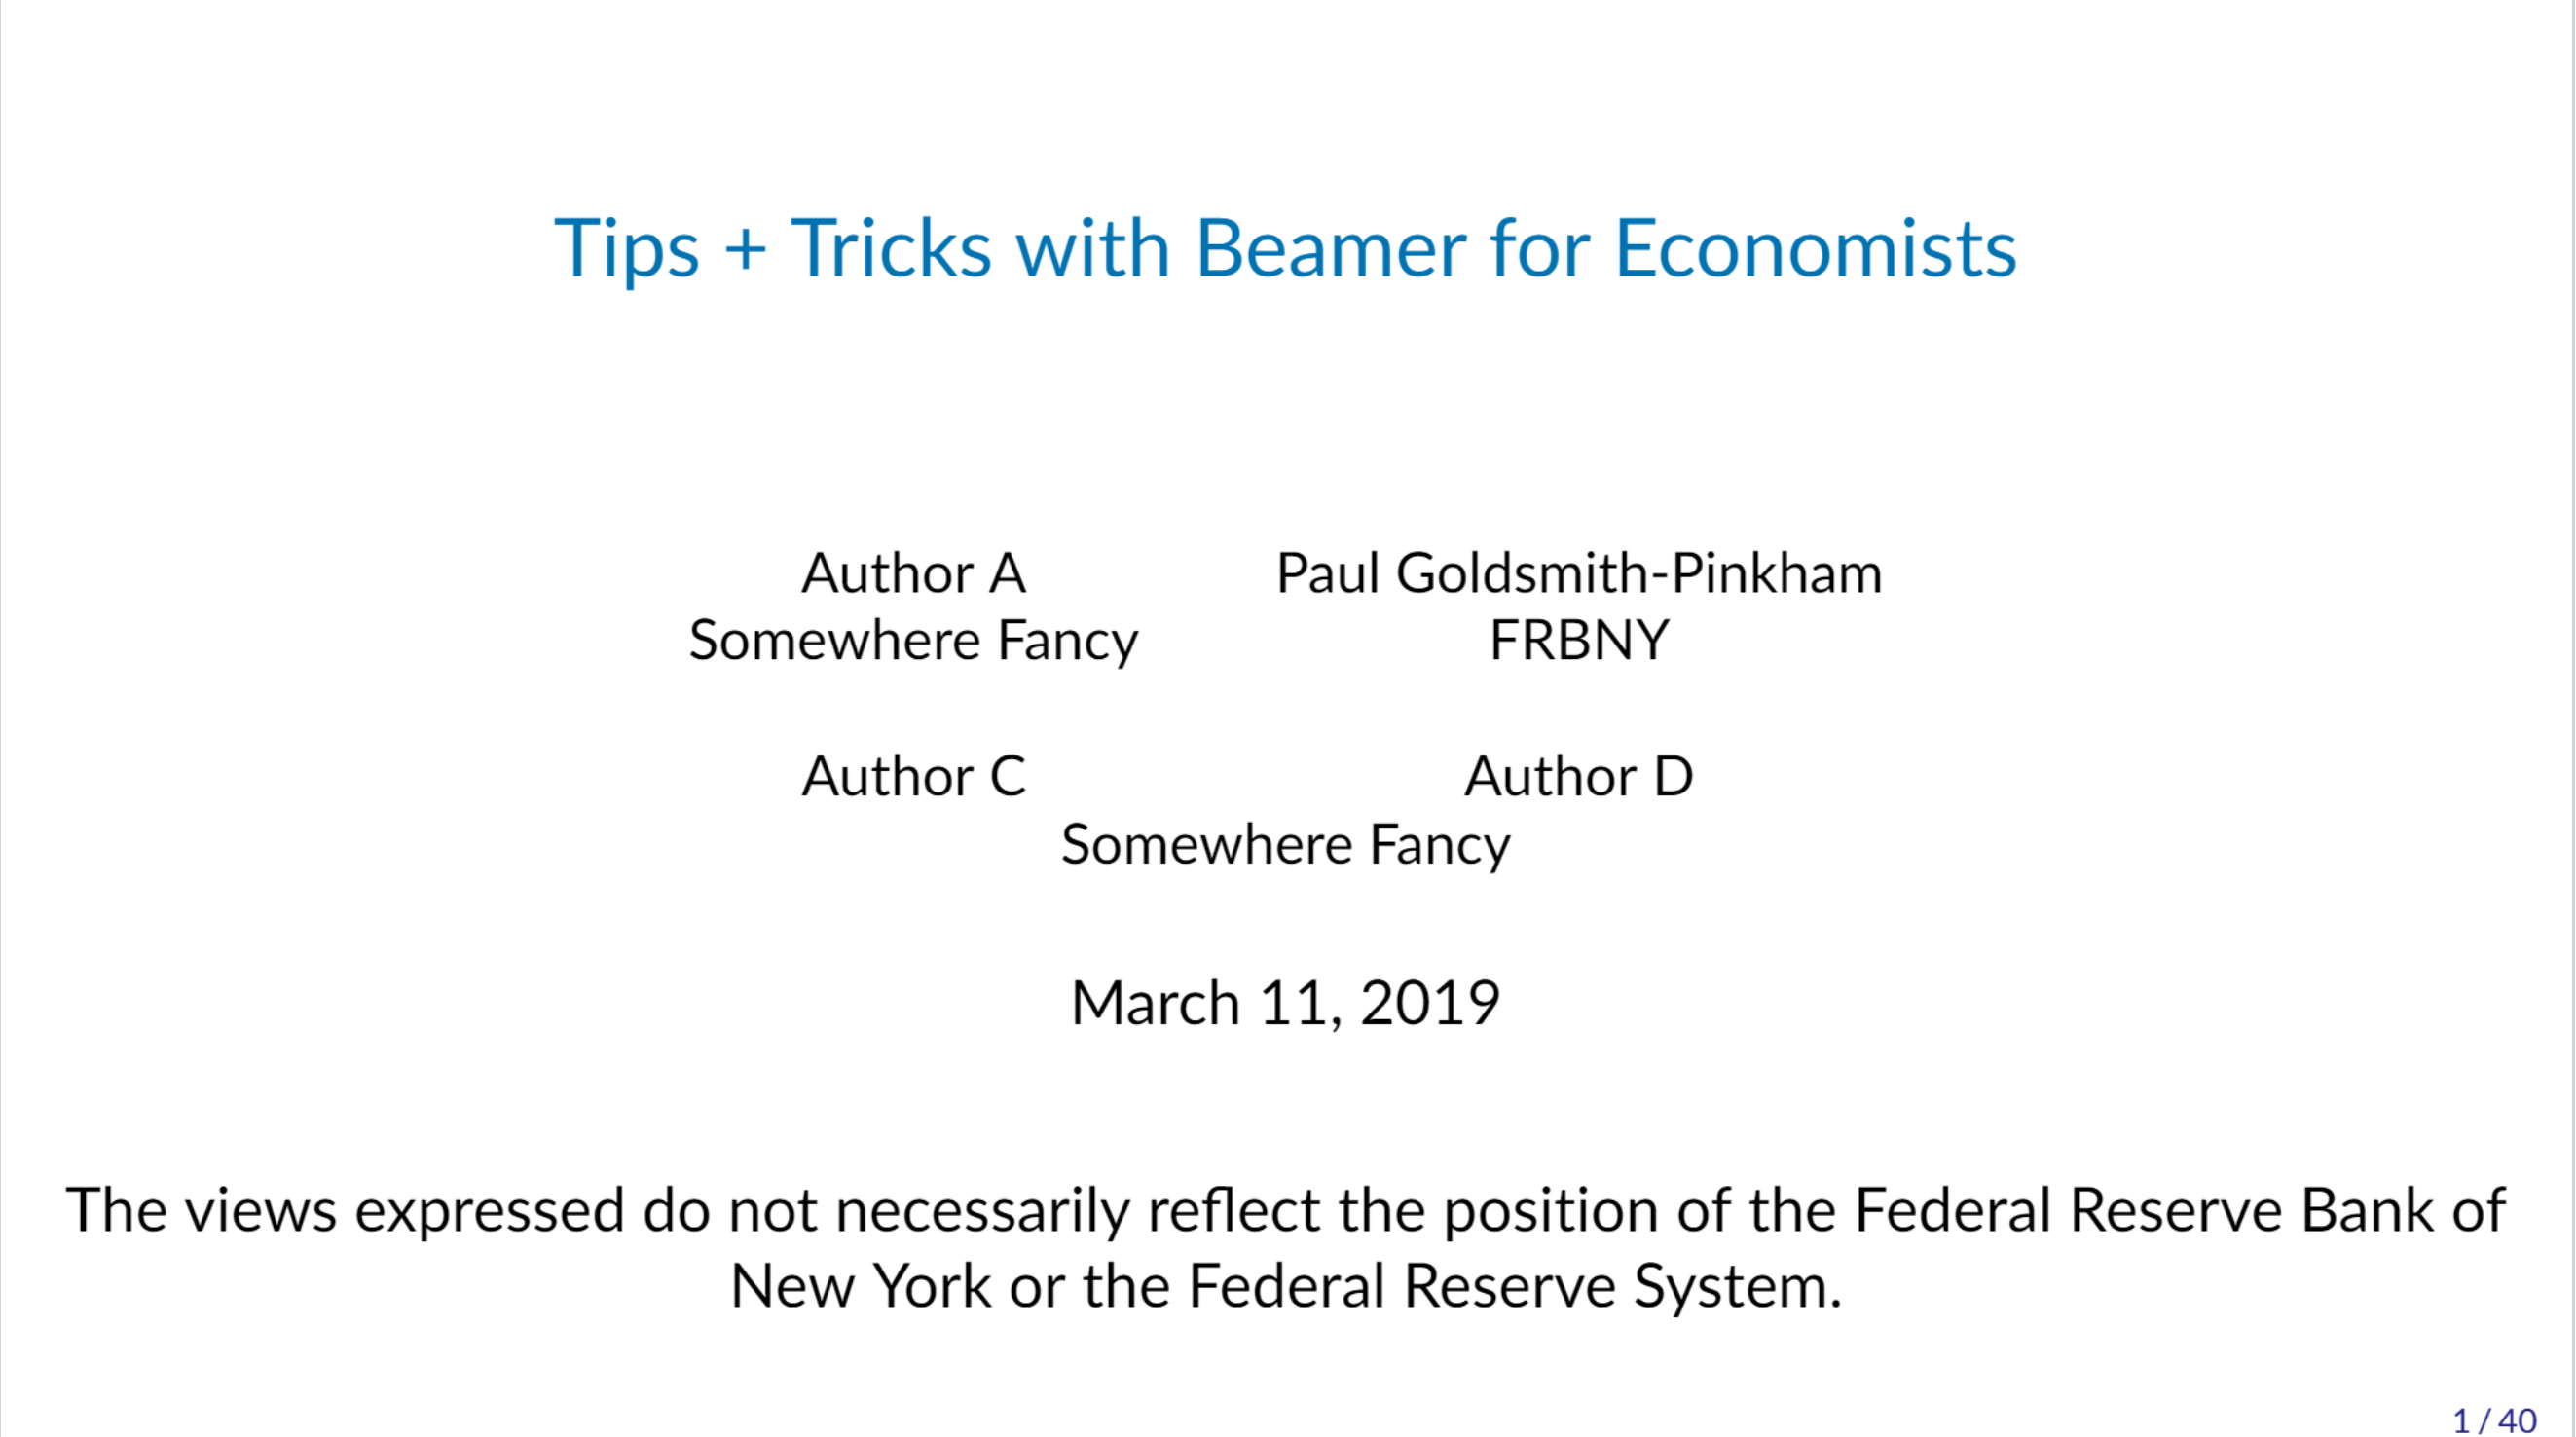 Tips + Tricks with Beamer for Economists
Author A Paul Goldsmith-Pinkham
Somewhere Fancy FRBNY
Author C Author D
Somewhere Fancy
March 11, 2019
The views expressed do not necessarily reflect the position of the Federal Reserve Bank of
New York or the Federal Reserve System.
1 / 40